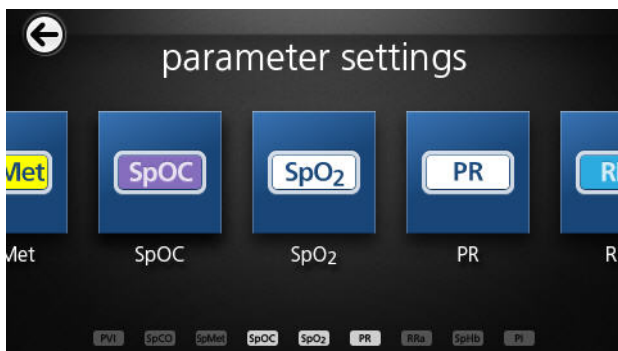 parameter settings
Met SpOC SpO2 PR R
Met SpOC SpO2 PR R
PVI SpCO SpMet SpOC SpO2 PR RRa SpHb PI